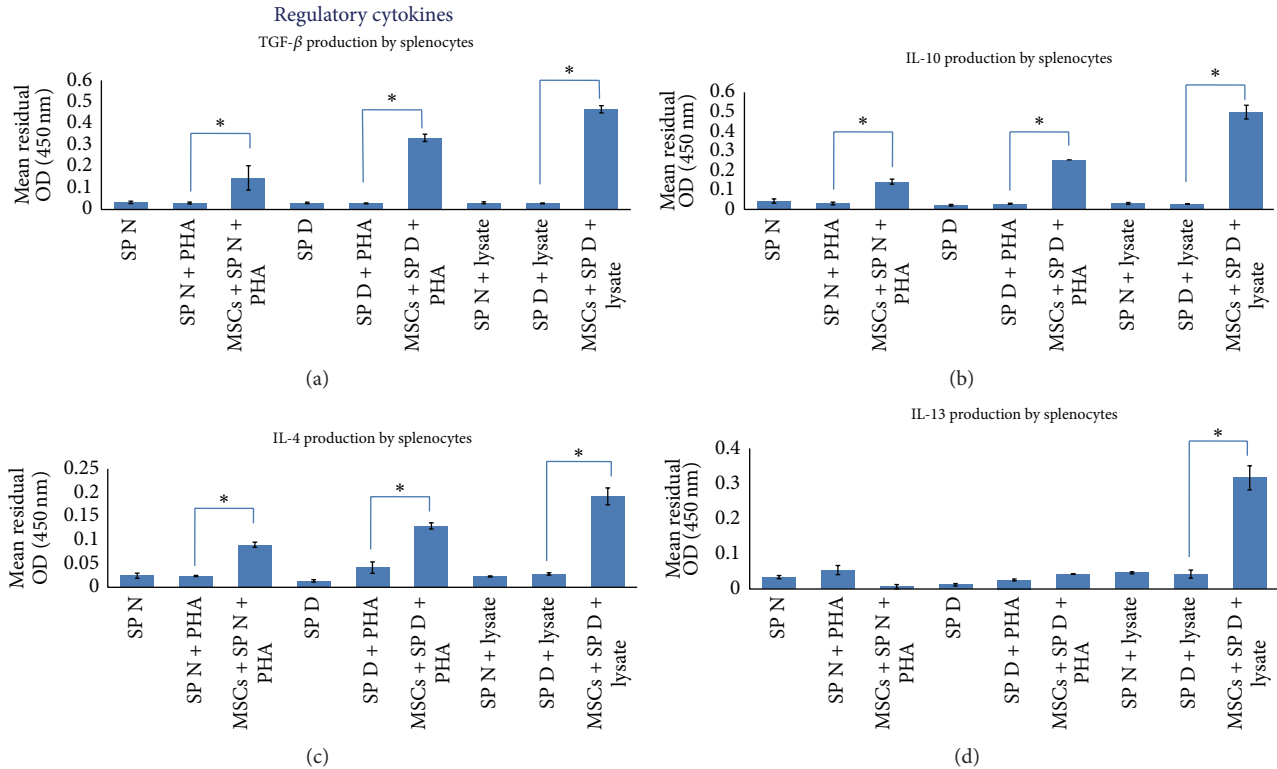 Regulatory cytokines
TGF-β production by splenocytes
Mean residual
OD (450 nm)
0.6
0.5
0.4
0.3
0.2
0.1
0
*
*
*
SP N
SP N + PHA
MSCs + SP N +
PHA
SP D
SP D + PHA
MSCs + SP D +
PHA
SP N + lysate
SP D + lysate
MSCs + SP D +
lysate
(a)
IL-10 production by splenocytes
Mean residual
OD (450 nm)
0.6
0.5
0.4
0.3
0.2
0.1
0
*
*
*
SP N
SP N + PHA
MSCs + SP N +
PHA
SP D
SP D + PHA
MSCs + SP D +
PHA
SP N + lysate
SP D + lysate
MSCs + SP D +
lysate
(b)
IL-4 production by splenocytes
Mean residual
OD (450 nm)
0.25
0.2
0.15
0.1
0.05
0
*
*
*
SP N
SP N + PHA
MSCs + SP N +
PHA
SP D
SP D + PHA
MSCs + SP D +
PHA
SP N + lysate
SP D + lysate
MSCs + SP D +
lysate
(c)
IL-13 production by splenocytes
Mean residual
OD (450 nm)
0.4
0.3
0.2
0.1
0
*
SP N
SP N + PHA
MSCs + SP N +
PHA
SP D
SP D + PHA
MSCs + SP D +
PHA
SP N + lysate
SP D + lysate
MSCs + SP D +
lysate
(d)